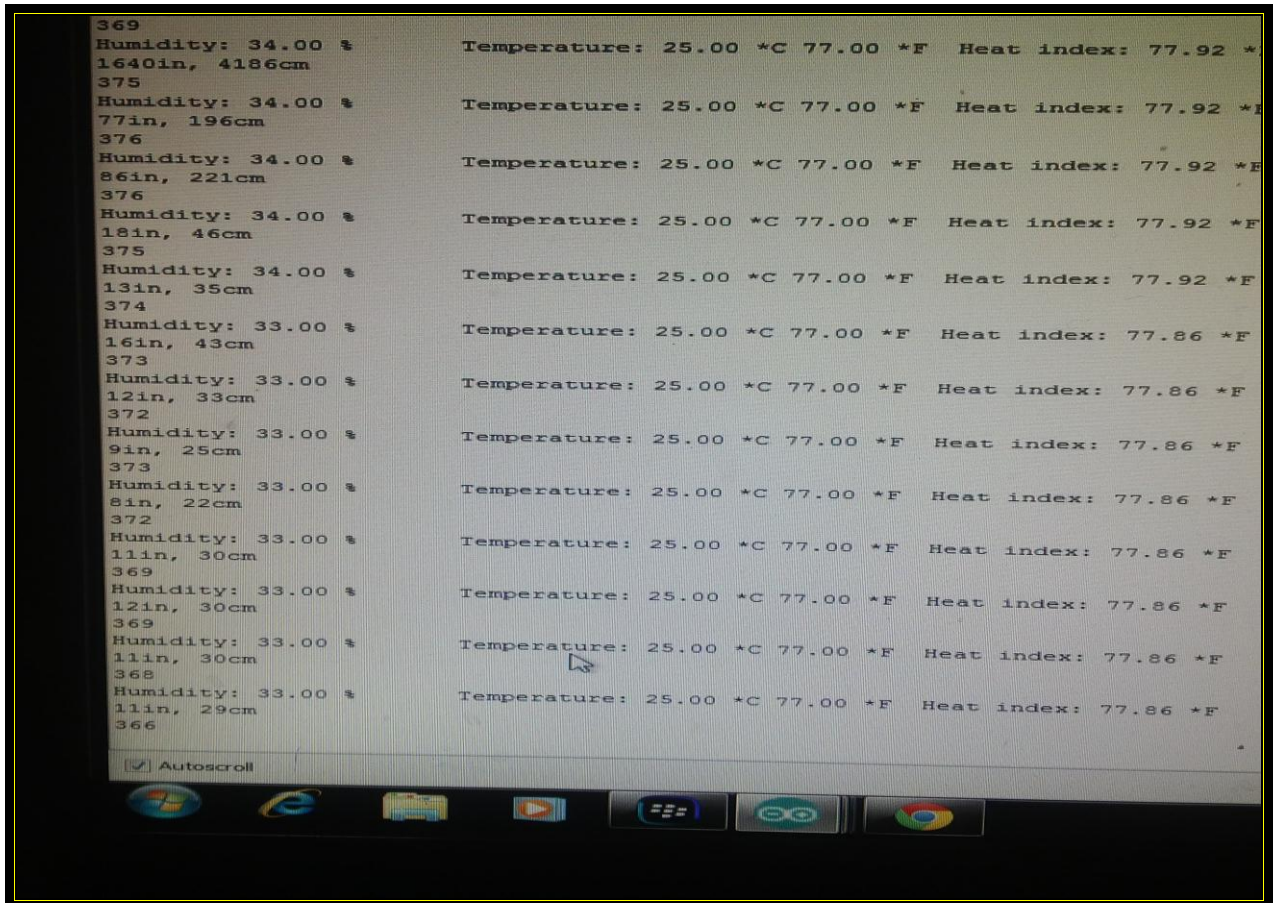 369
Humidity: 34.00 % Temperature: 25.00 *C 77.00 *F Heat index: 77.92 *
1640in, 4186cm
375
Humidity: 34.00 % Temperature: 25.00 *C 77.00 *F Heat index: 77.92 *F
77in, 196cm
376
Humidity: 34.00 % Temperature: 25.00 *C 77.00 *F Heat index: 77.92 *F
86in, 221cm
376
Humidity: 34.00 % Temperature: 25.00 *C 77.00 *F Heat index: 77.92 *F
18in, 46cm
375
Humidity: 34.00 % Temperature: 25.00 *C 77.00 *F Heat index: 77.92 *F
13in, 35cm
374
Humidity: 33.00 % Temperature: 25.00 *C 77.00 *F Heat index: 77.86 *F
16in, 43cm
373
Humidity: 33.00 % Temperature: 25.00 *C 77.00 *F Heat index: 77.86 *F
12in, 33cm
372
Humidity: 33.00 % Temperature: 25.00 *C 77.00 *F Heat index: 77.86 *F
9in, 25cm
373
Humidity: 33.00 % Temperature: 25.00 *C 77.00 *F Heat index: 77.86 *F
8in, 22cm
372
Humidity: 33.00 % Temperature: 25.00 *C 77.00 *F Heat index: 77.86 *F
11in, 30cm
369
Humidity: 33.00 % Temperature: 25.00 *C 77.00 *F Heat index: 77.86 *F
12in, 30cm
369
Humidity: 33.00 % Temperature: 25.00 *C 77.00 *F Heat index: 77.86 *F
11in, 30cm
368
Humidity: 33.00 % Temperature: 25.00 *C 77.00 *F Heat index: 77.86 *F
11in, 29cm
366
Autoscroll